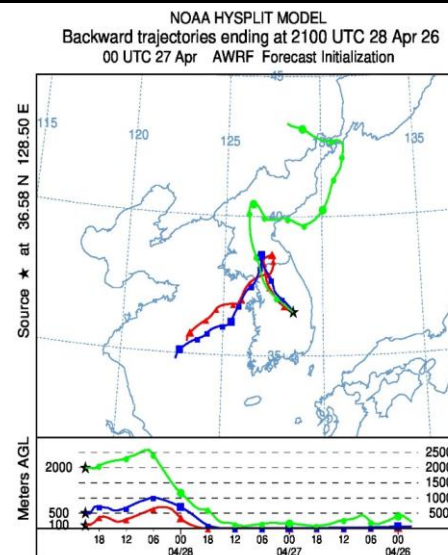 NOAA HYSPLIT MODEL
Backward trajectories ending at 2100 UTC 28 Apr 26
00 UTC 27 Apr AWRF Forecast Initialization
45
115
120
125
130
135
40
35
Source ★ at 36.58 N 128.50 E
Meters AGL
2000
500
100
2500
2000
1500
1000
500
18 12 06 00 18 12 06 00 18 12 06 00
04/28 04/27 04/26